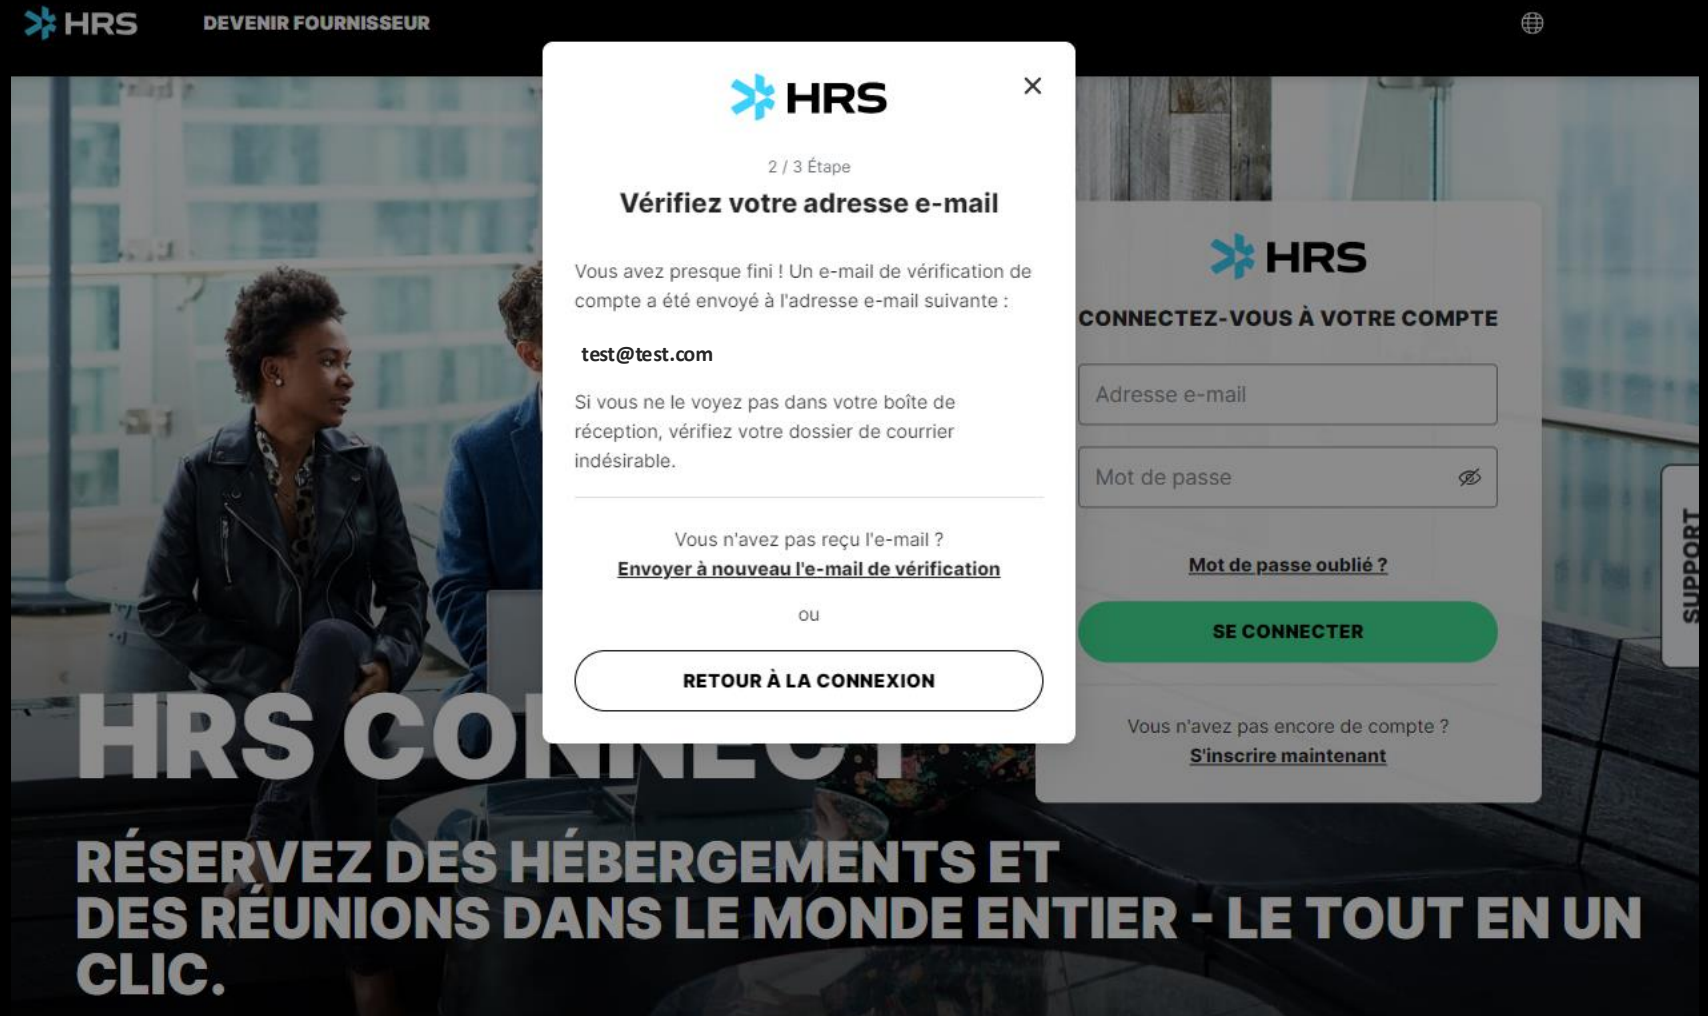 HRS
DEVENIR FOURNISSEUR
HRS
2 / 3 Étape
Vérifiez votre adresse e-mail
Vous avez presque fini ! Un e-mail de vérification de
compte a été envoyé à l'adresse e-mail suivante :
test@test.com
Si vous ne le voyez pas dans votre boîte de
réception, vérifiez votre dossier de courrier
indésirable.
Vous n'avez pas reçu l'e-mail ?
Envoyer à nouveau l'e-mail de vérification
ou
RETOUR À LA CONNEXION
HRS
CONNECTEZ-VOUS À VOTRE COMPTE
Adresse e-mail
Mot de passe
Mot de passe oublié ?
SE CONNECTER
Vous n'avez pas encore de compte ?
S'inscrire maintenant
SUPPORT
HRS CONNECT
RÉSERVEZ DES HÉBERGEMENTS ET
DES RÉUNIONS DANS LE MONDE ENTIER - LE TOUT EN UN
CLIC.